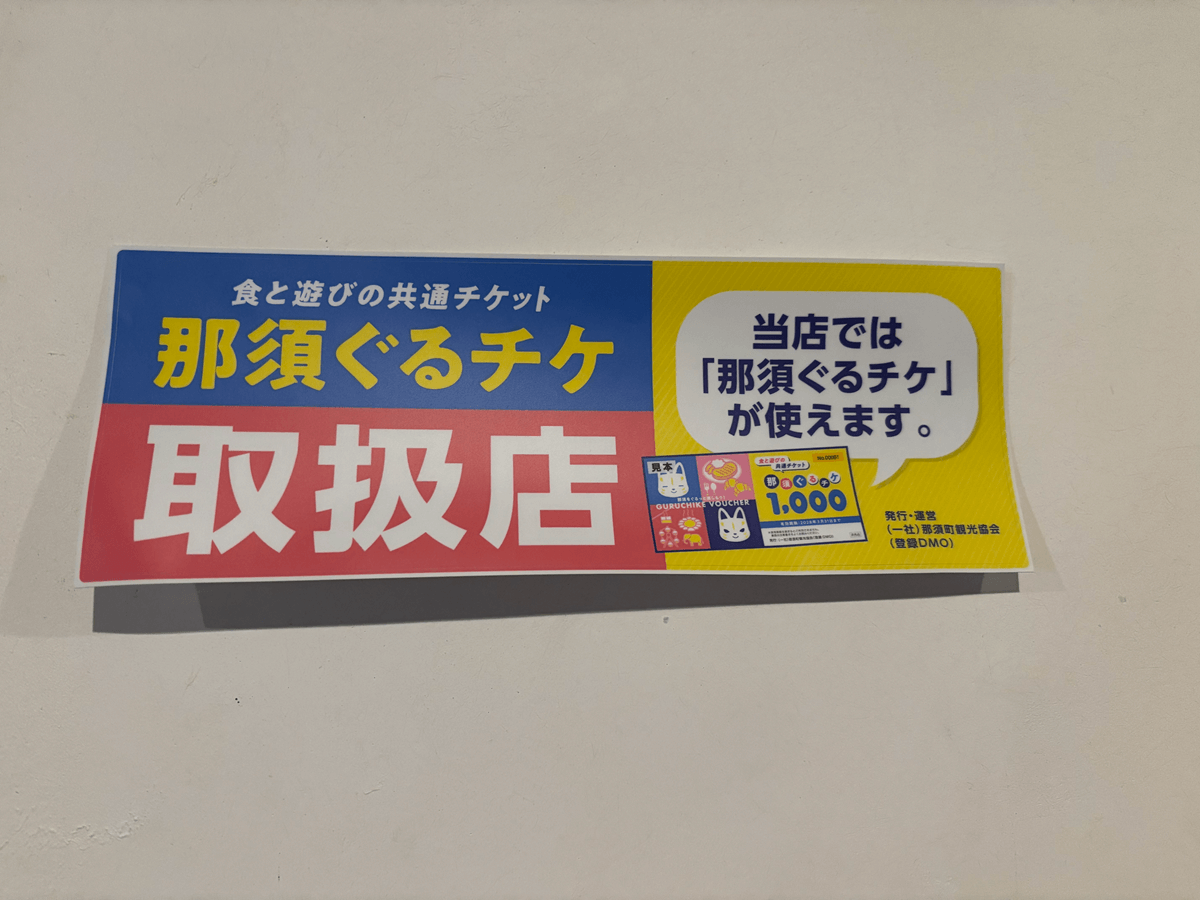 食と遊びの共通チケット
那須ぐるチケ
取扱店
当店では
「那須ぐるチケ」
が使えます。
見本
GURUCHIKE VOUCHER
食と遊びの
共通チケット
那須ぐるチケ
1,000
発行・運営
(一社)那須町観光協会
(登録DMO)